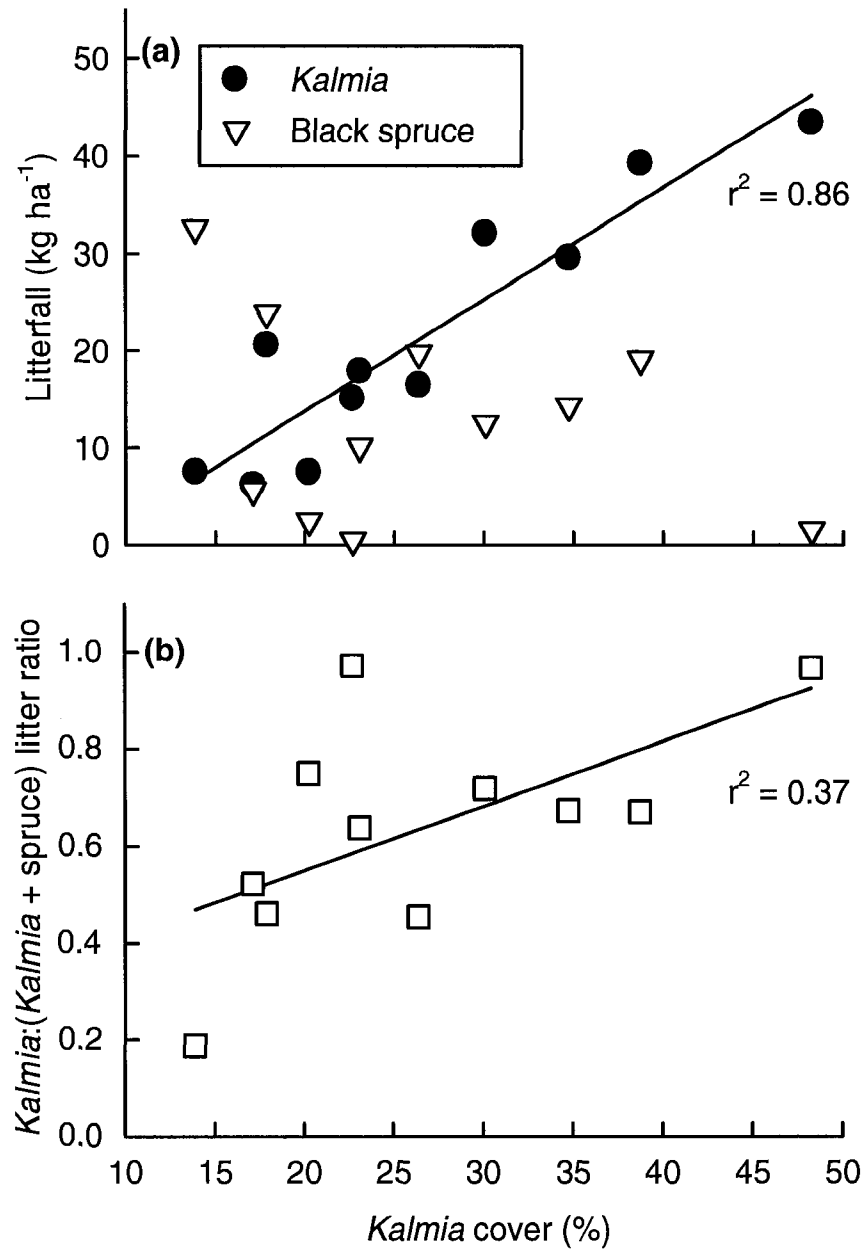 (a)
Kalmia
Black spruce
50
40
30
20
10
0
Litterfall (kg ha⁻¹)
r² = 0.86
(b)
1.0
0.8
0.6
0.4
0.2
0.0
Kalmia:(Kalmia + spruce) litter ratio
r² = 0.37
10 15 20 25 30 35 40 45 50
Kalmia cover (%)